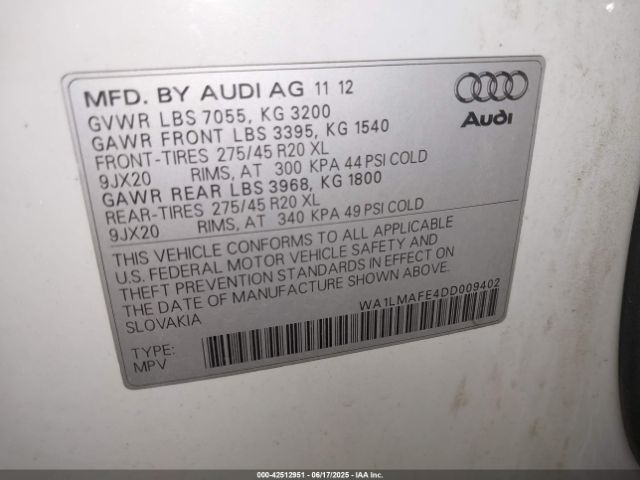 MFD. BY AUDI AG 11 12
GVWR LBS 7055, KG 3200
GAWR FRONT LBS 3395, KG 1540
FRONT-TIRES 275/45 R20 XL
9JX20 RIMS, AT 300 KPA 44 PSI COLD
GAWR REAR LBS 3968, KG 1800
REAR-TIRES 275/45 R20 XL
9JX20 RIMS, AT 340 KPA 49 PSI COLD
Audi
THIS VEHICLE CONFORMS TO ALL APPLICABLE
U.S. FEDERAL MOTOR VEHICLE SAFETY AND
THEFT PREVENTION STANDARDS IN EFFECT ON
THE DATE OF MANUFACTURE SHOWN ABOVE.
SLOVAKIA
WA1LMAFE4DD009402
TYPE:
MPV
000-42512951 - 06/17/2025 - IAA Inc.